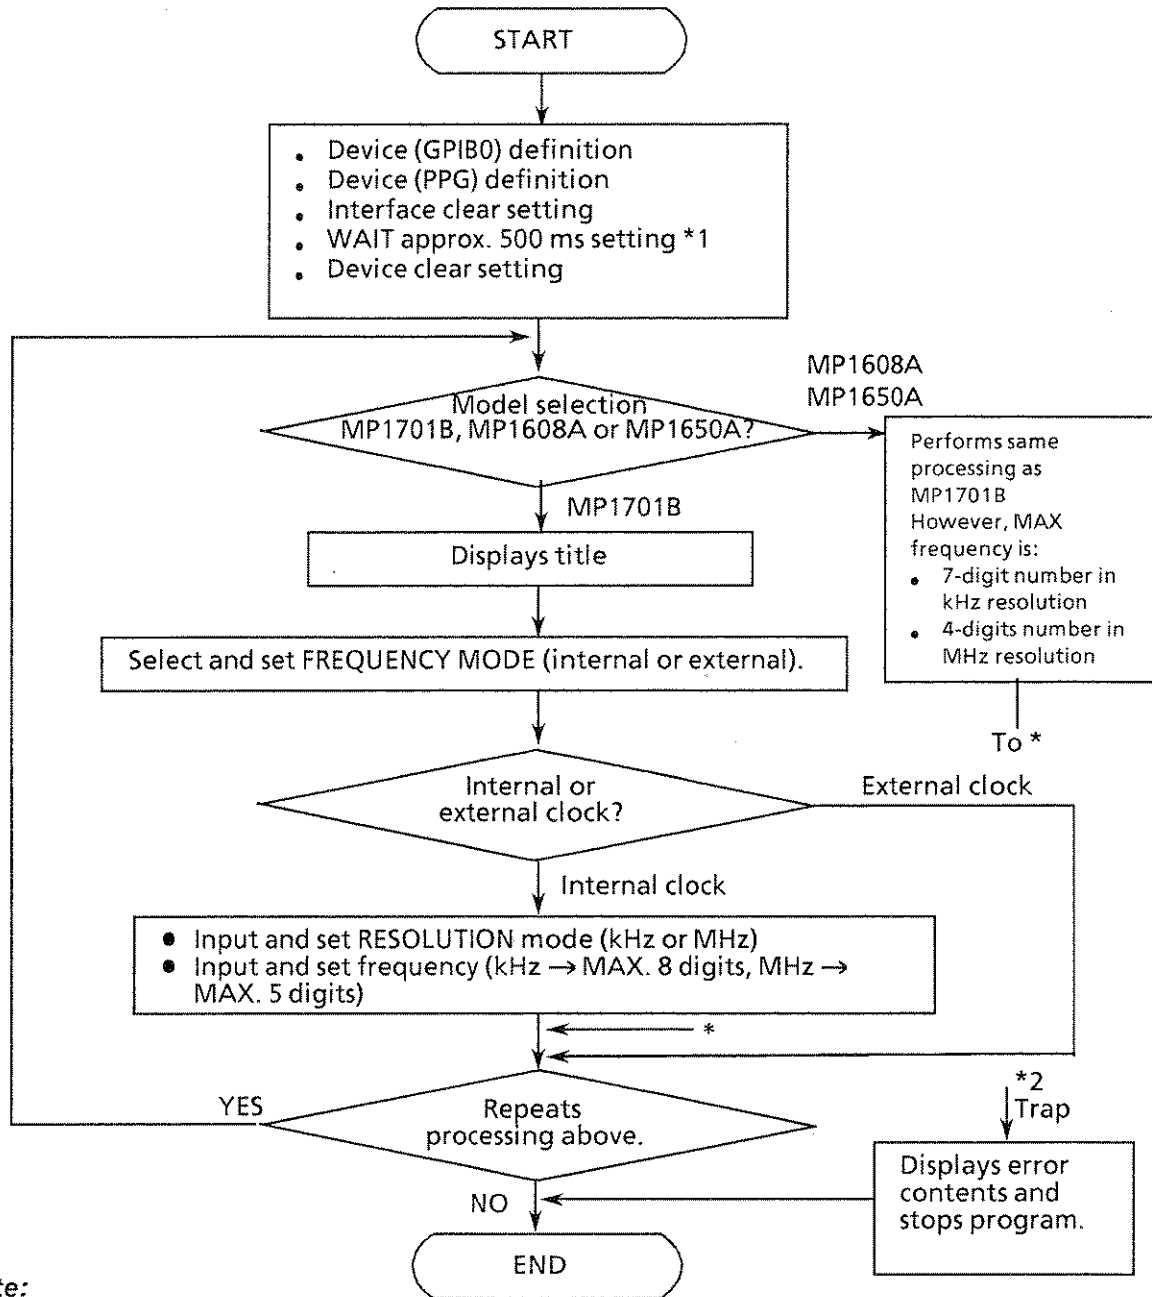 START
• Device (GPIB0) definition
• Device (PPG) definition
• Interface clear setting
• WAIT approx. 500 ms setting *1
• Device clear setting
Model selection
MP1701B, MP1608A or MP1650A?
MP1608A
MP1650A
Performs same
processing as
MP1701B
However, MAX
frequency is:
• 7-digit number in
kHz resolution
• 4-digits number in
MHz resolution
To *
MP1701B
Displays title
Select and set FREQUENCY MODE (internal or external).
Internal or
external clock?
External clock
Internal clock
• Input and set RESOLUTION mode (kHz or MHz)
• Input and set frequency (kHz → MAX. 8 digits, MHz →
MAX. 5 digits)
*
YES
Repeats
processing above.
*2
Trap
Displays error
contents and
stops program.
NO
END
te: